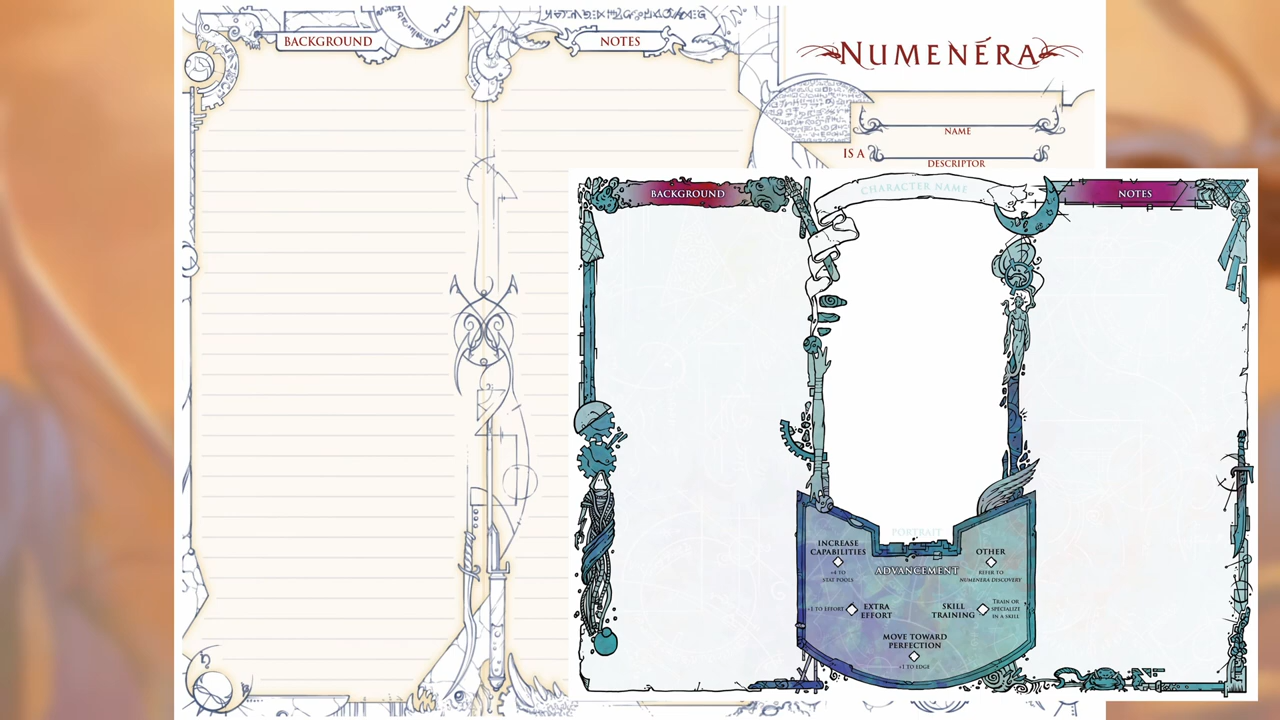 BACKGROUND
NOTES
NUMENÉRA
NAME
IS A
DESCRIPTOR
BACKGROUND
CHARACTER NAME
NOTES
PORTRAIT
INCREASE
CAPABILITIES
+4 TO
STAT POOLS
OTHER
REFER TO
NUMENERA DISCOVERY
ADVANCEMENT
+1 TO EFFORT
EXTRA
EFFORT
SKILL
TRAINING
TRAIN OR
SPECIALIZE
IN A SKILL
MOVE TOWARD
PERFECTION
+1 TO EDGE